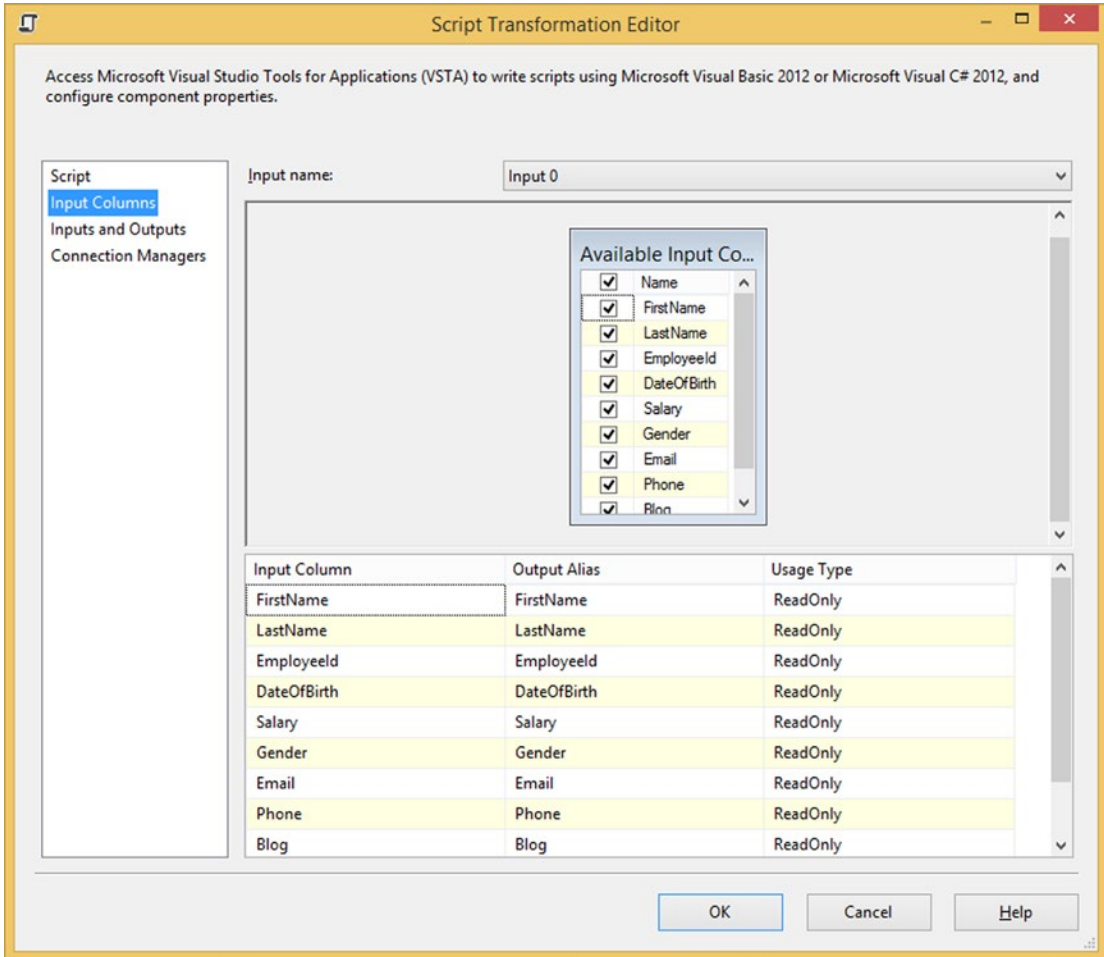 Script Transformation Editor
Access Microsoft Visual Studio Tools for Applications (VSTA) to write scripts using Microsoft Visual Basic 2012 or Microsoft Visual C# 2012, and
configure component properties.
Script
Input Columns
Inputs and Outputs
Connection Managers
Input name: Input 0
Available Input Co...
Name
FirstName
LastName
EmployeeId
DateOfBirth
Salary
Gender
Email
Phone
Blog
Input Column Output Alias Usage Type
FirstName FirstName ReadOnly
LastName LastName ReadOnly
EmployeeId EmployeeId ReadOnly
DateOfBirth DateOfBirth ReadOnly
Salary Salary ReadOnly
Gender Gender ReadOnly
Email Email ReadOnly
Phone Phone ReadOnly
Blog Blog ReadOnly
OK Cancel Help